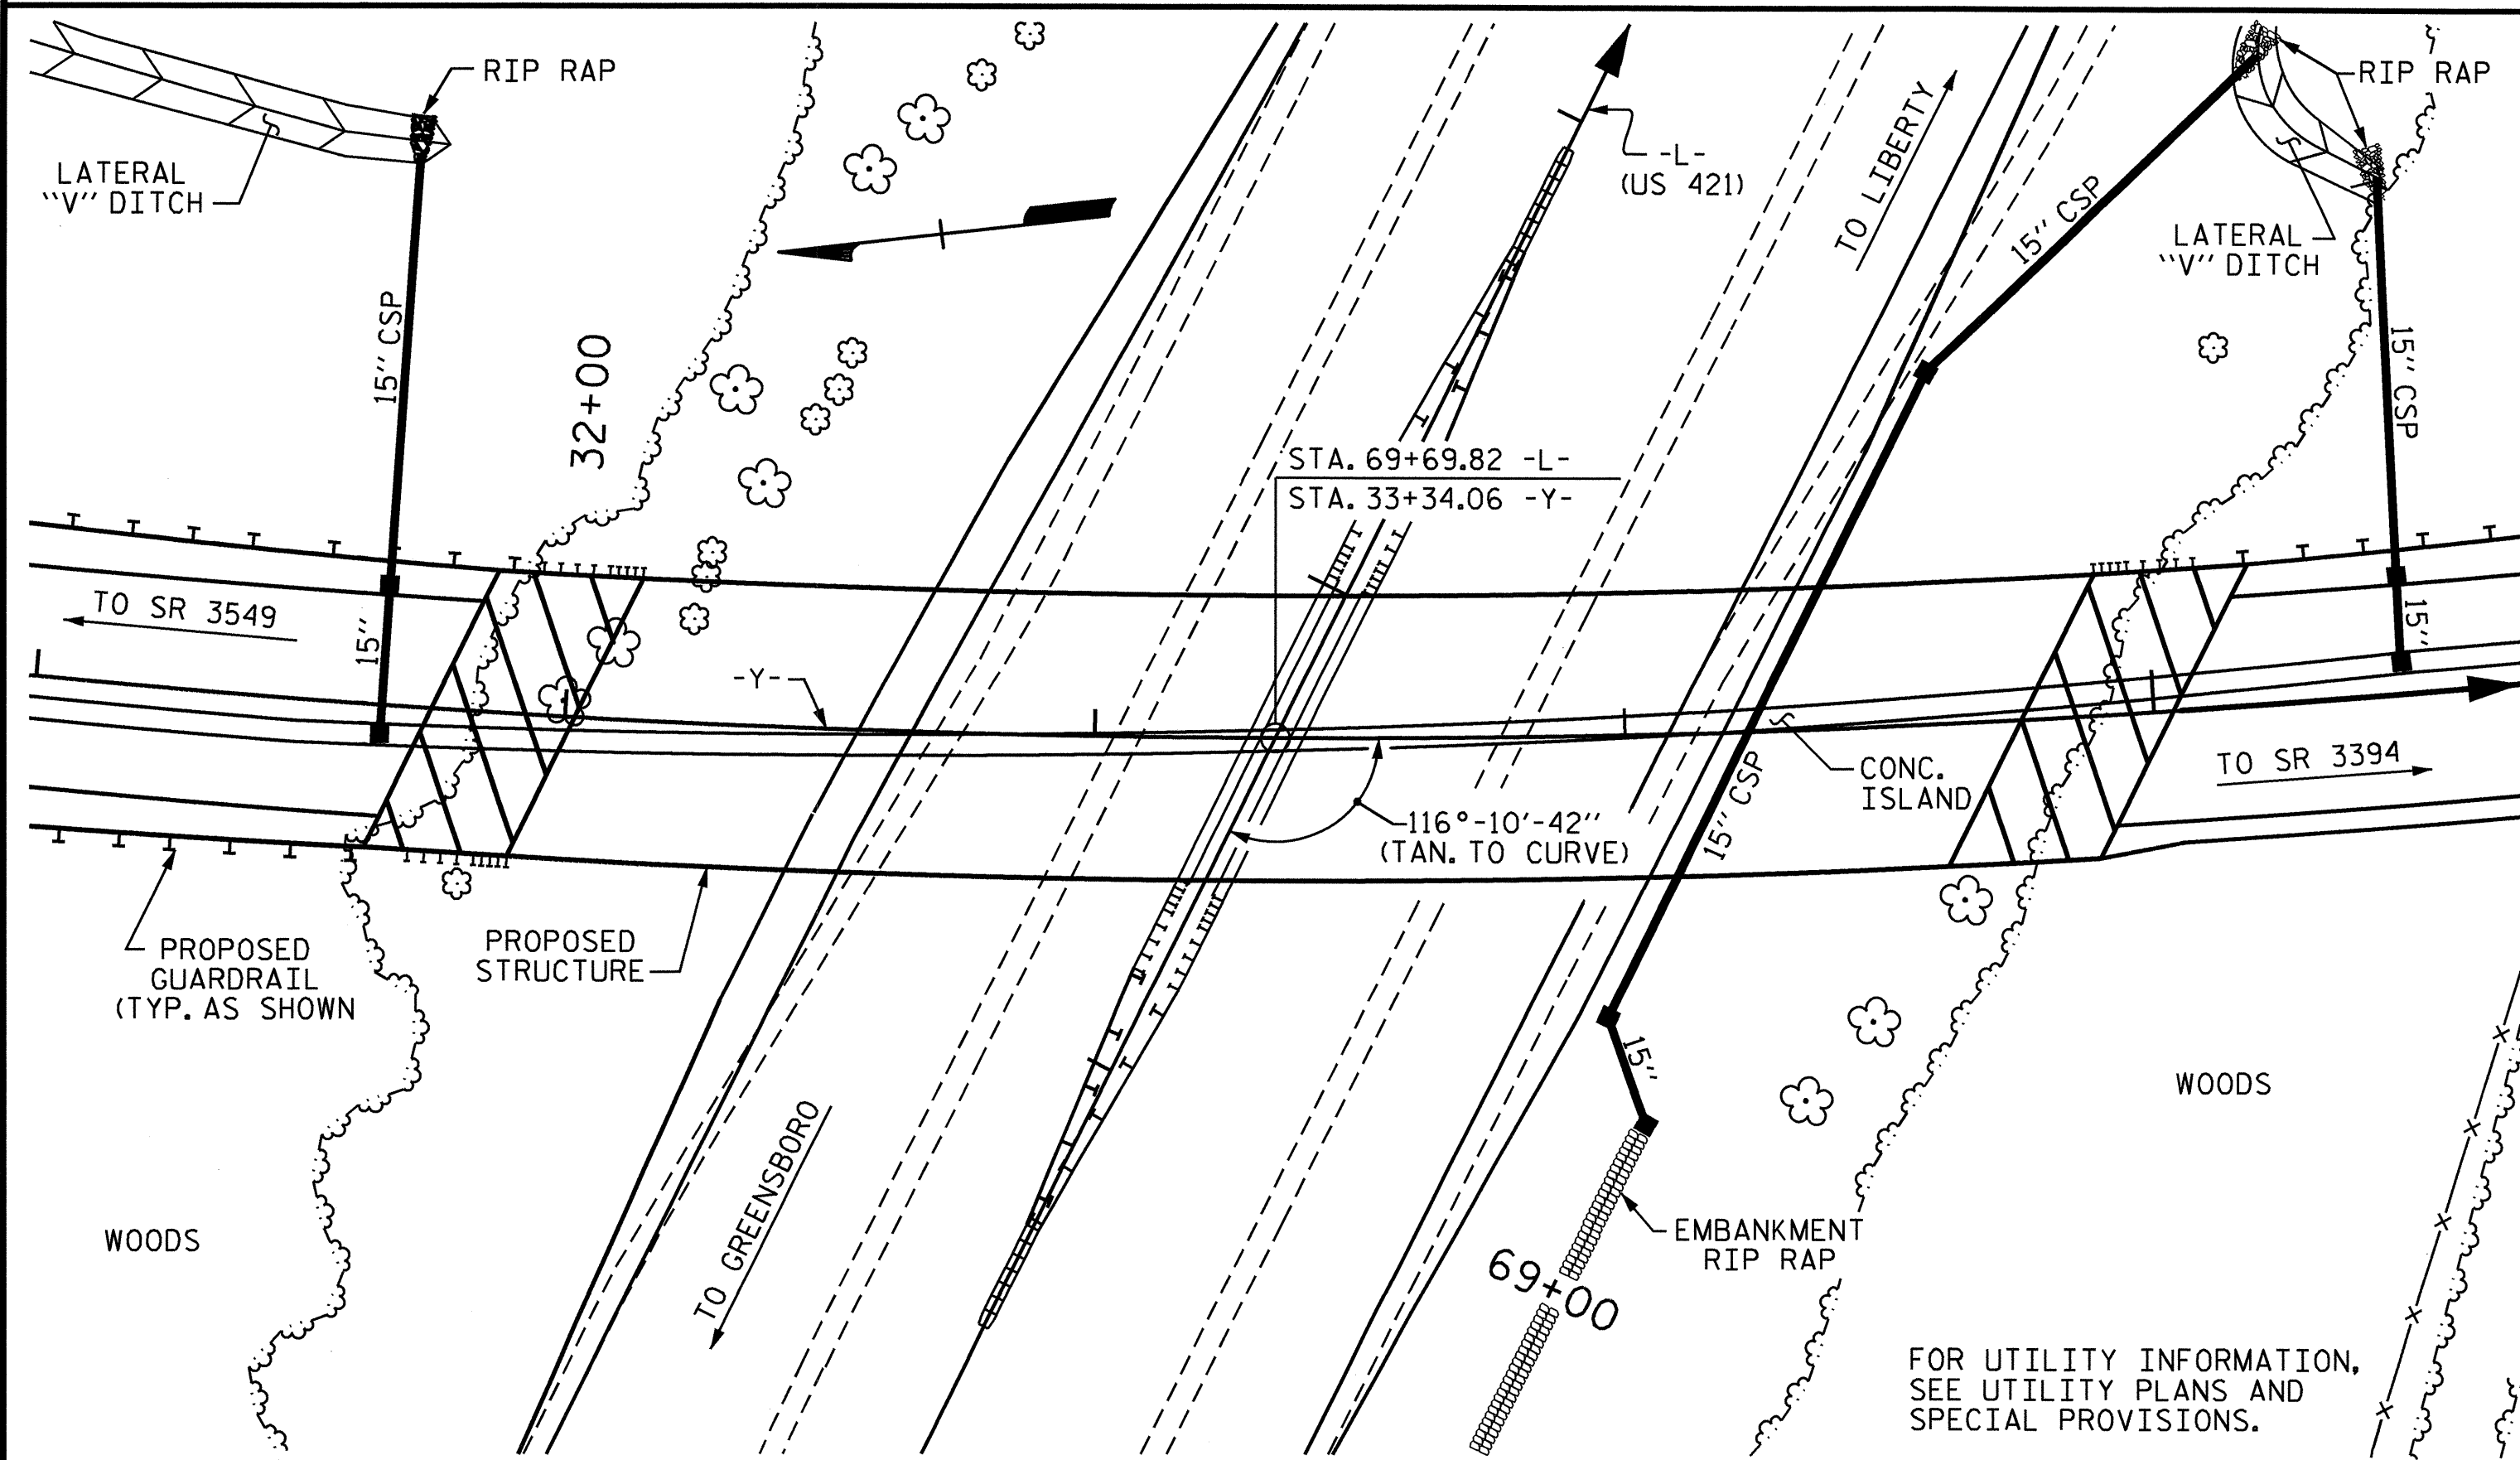 RIP RAP
LATERAL
"V" DITCH
15" CSP
32+00
-L-
(US 421)
TO LIBERTY
15" CSP
RIP RAP
LATERAL
"V" DITCH
15" CSP
STA. 69+69.82 -L-
STA. 33+34.06 -Y-
TO SR 3549
15"
-Y-
15"
CONC.
ISLAND
TO SR 3394
15" CSP
116°-10'-42"
(TAN. TO CURVE)
PROPOSED
GUARDRAIL
(TYP. AS SHOWN
PROPOSED
STRUCTURE
15"
WOODS
TO GREENSBORO
WOODS
EMBANKMENT
RIP RAP
69+00
FOR UTILITY INFORMATION,
SEE UTILITY PLANS AND
SPECIAL PROVISIONS.